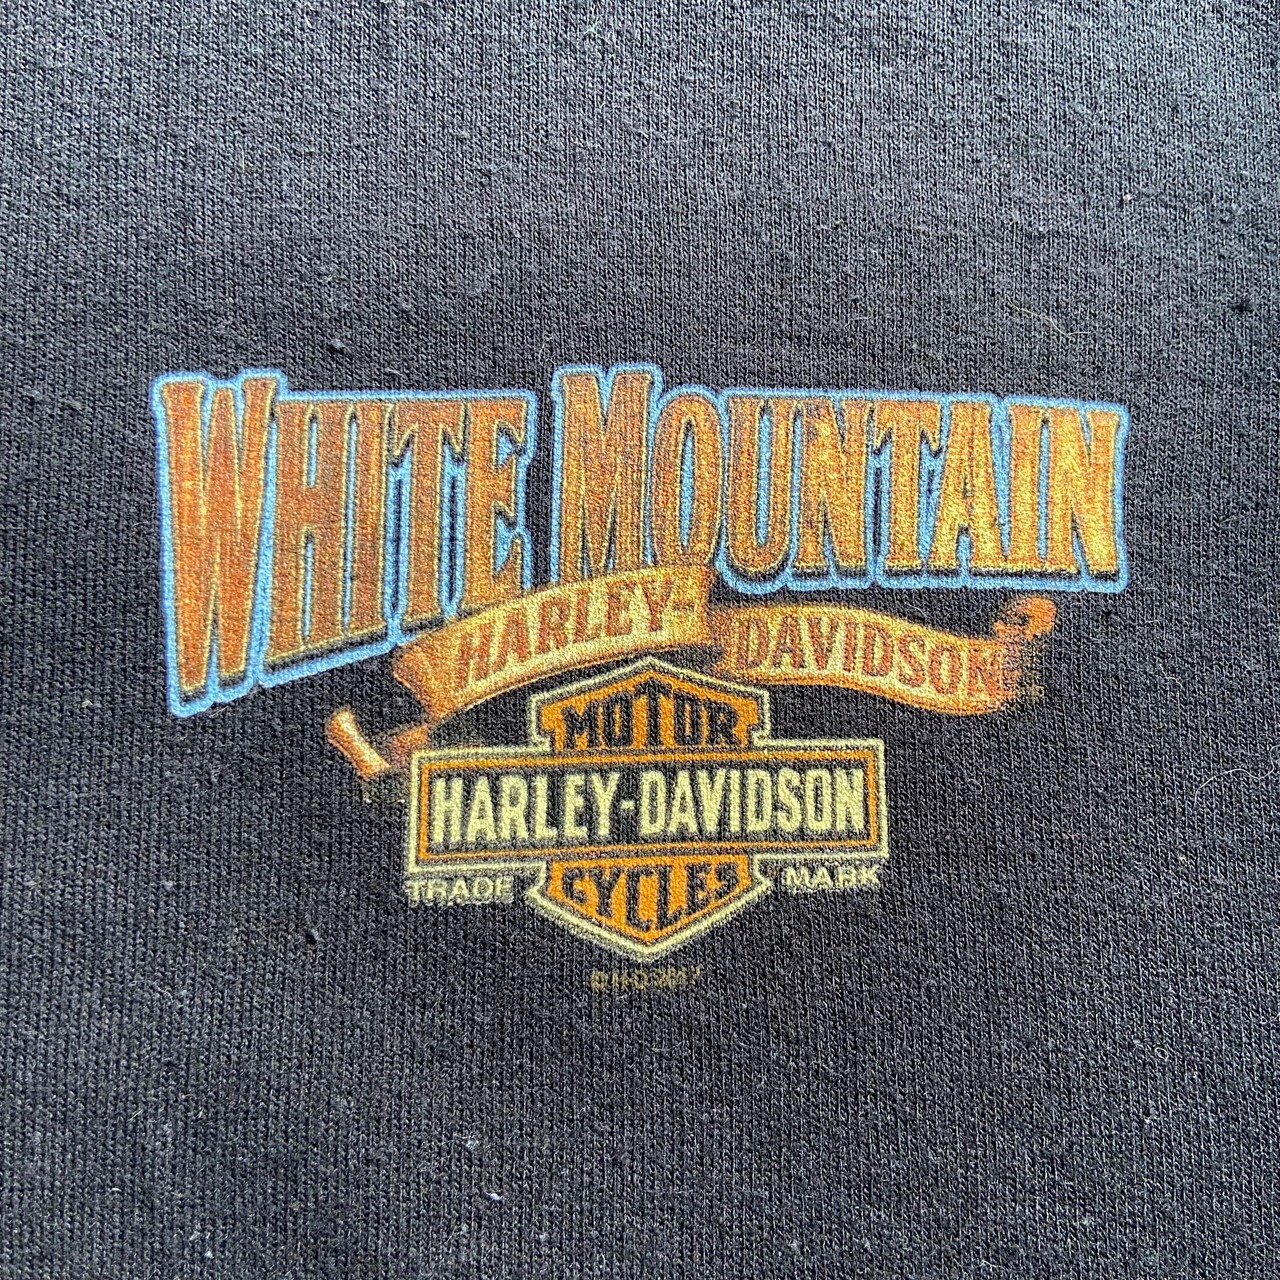 WHITE MOUNTAIN
HARLEY-DAVIDSON
MOTOR
HARLEY-DAVIDSON
CYCLES
TRADE MARK